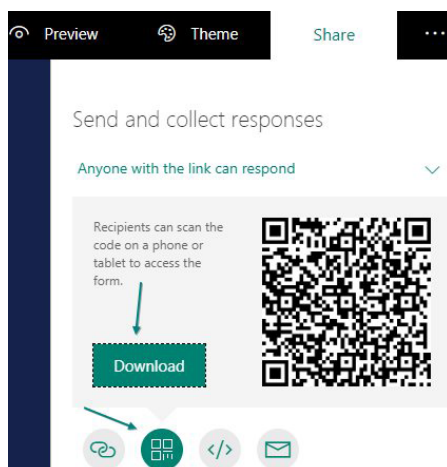 Preview Theme Share ...
Send and collect responses
Anyone with the link can respond
Recipients can scan the
code on a phone or
tablet to access the
form.
Download
</>